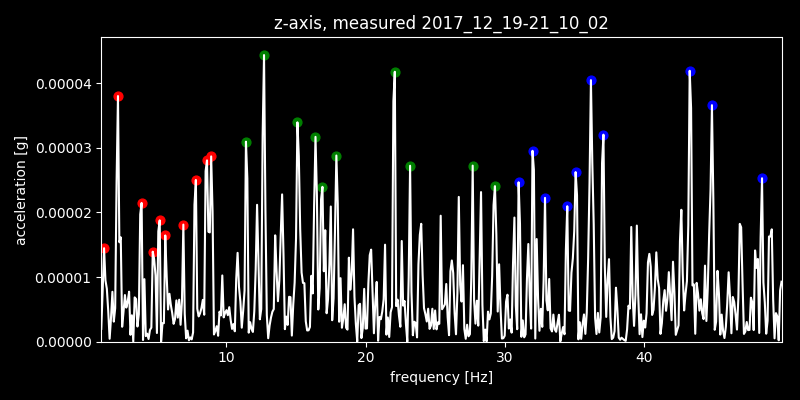 z-axis, measured 2017_12_19-21_10_02
acceleration [g]
0.00004
0.00003
0.00002
0.00001
0.00000
10 20 30 40
frequency [Hz]